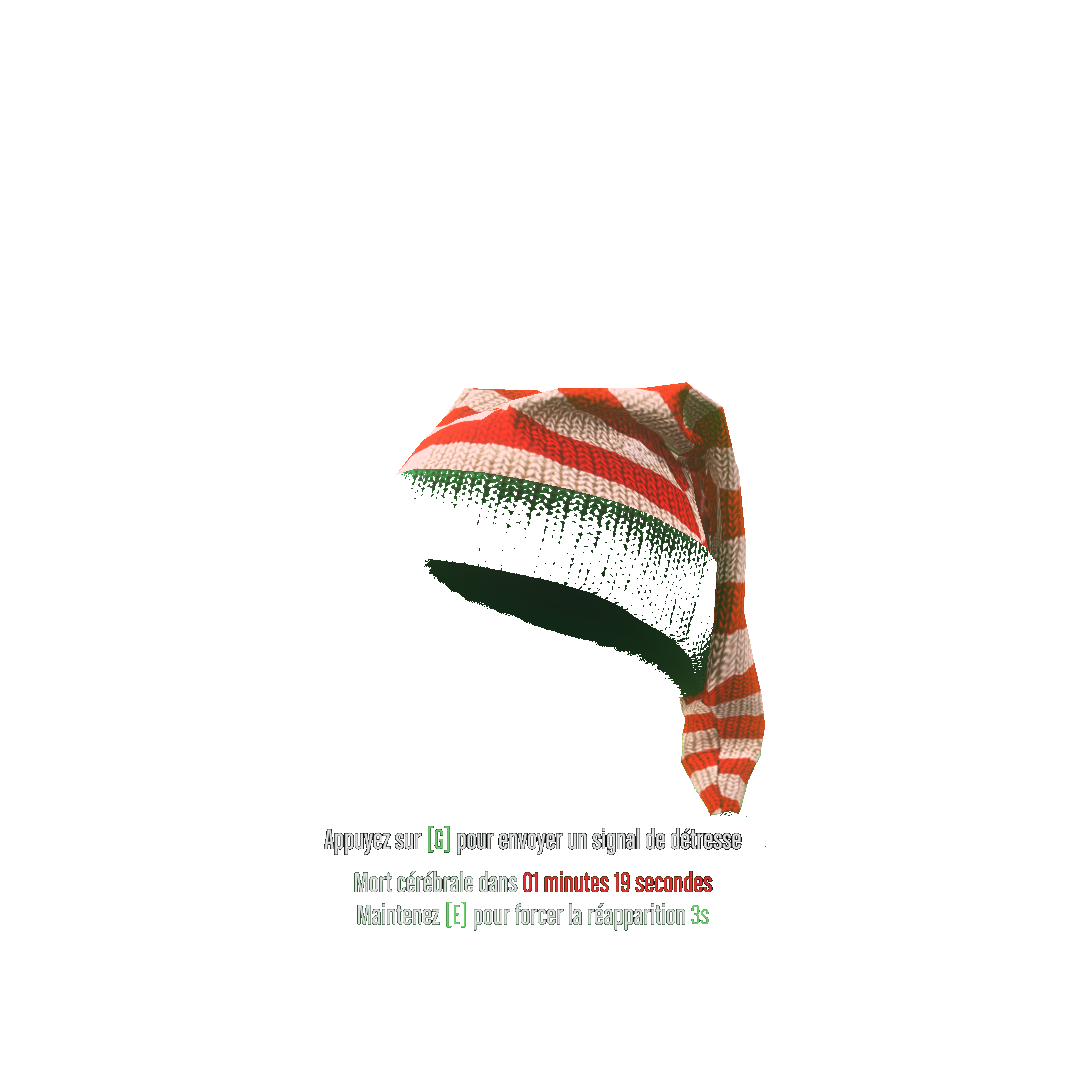 Appuyez sur [G] pour envoyer un signal de détresse
Mort cérébrale dans 01 minutes 19 secondes
Maintenez [E] pour forcer la réapparition 3s